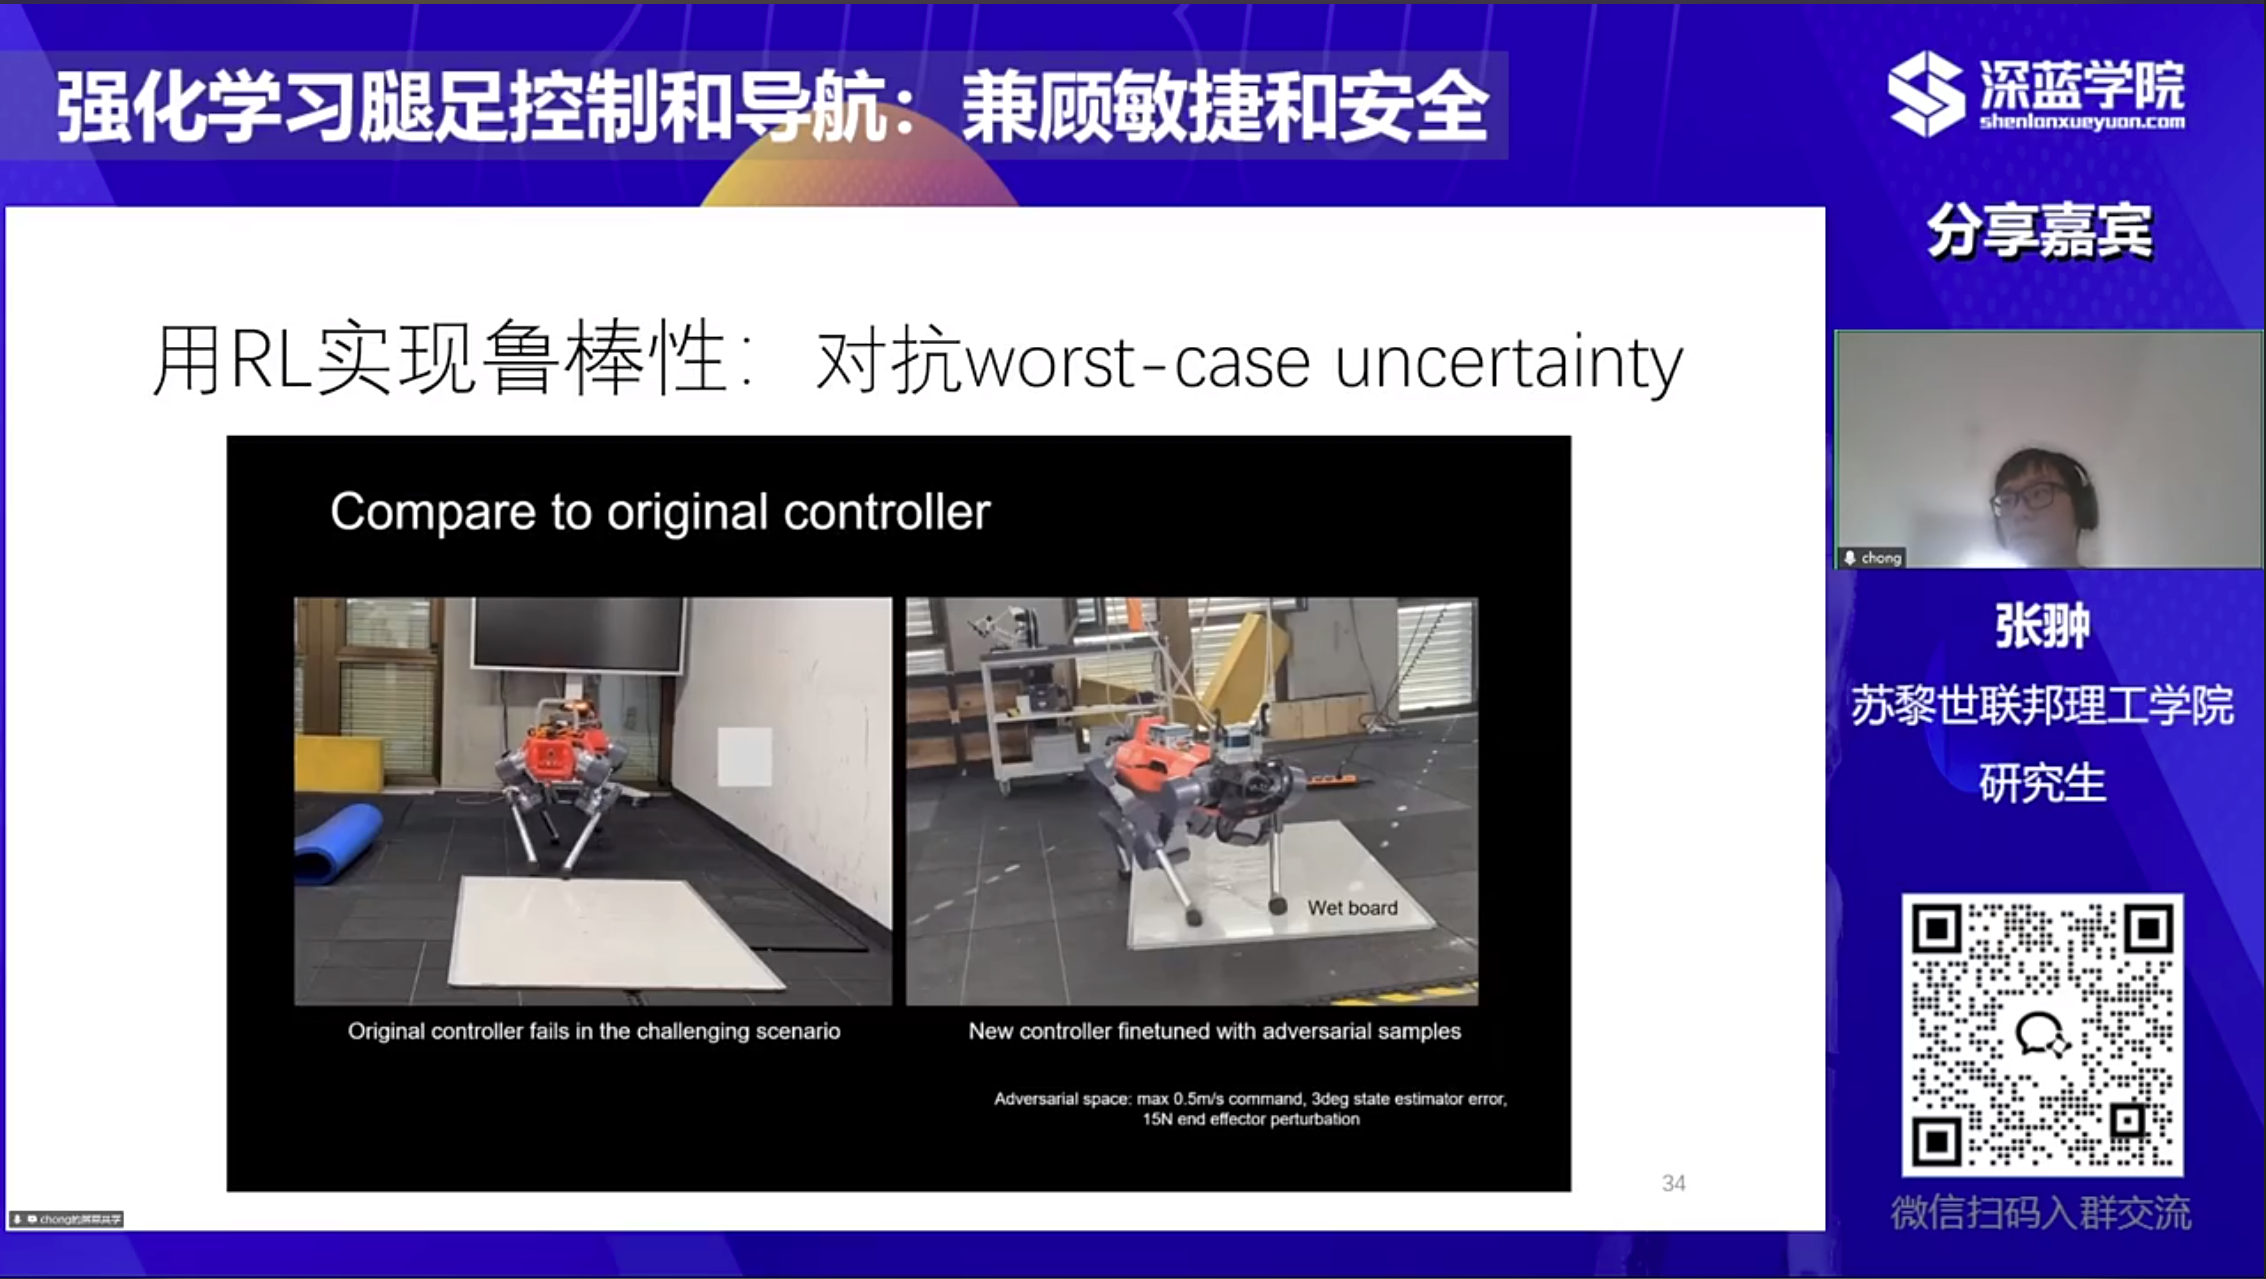 强化学习腿足控制和导航：兼顾敏捷和安全
深蓝学院
shenlanxueyuan.com
分享嘉宾
用RL实现鲁棒性：对抗worst-case uncertainty
Compare to original controller
Wet board
Original controller fails in the challenging scenario
New controller finetuned with adversarial samples
Adversarial space: max 0.5m/s command, 3deg state estimator error,
15N end effector perturbation
34
chong的屏幕共享
chong
张翀
苏黎世联邦理工学院
研究生
微信扫码入群交流